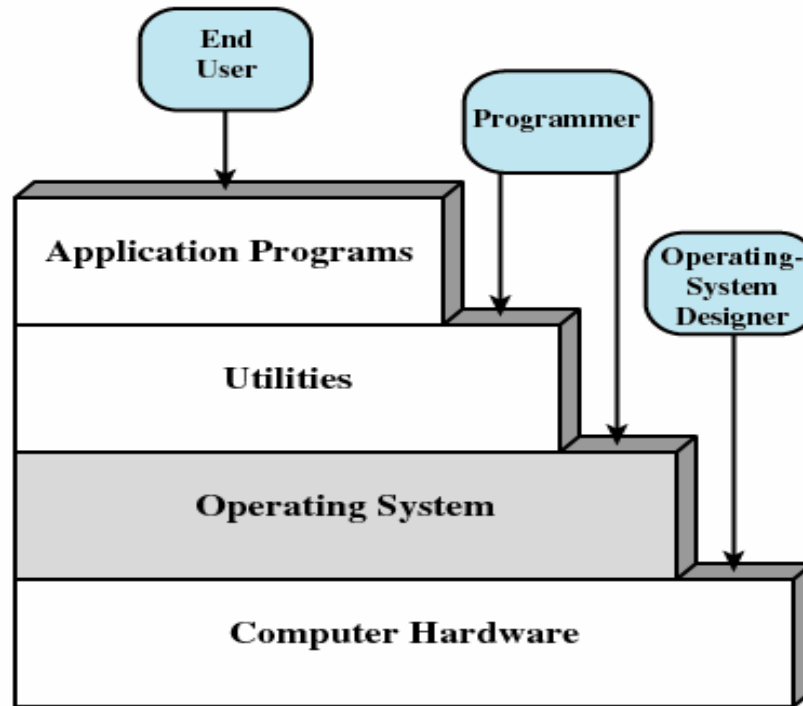 End
User
Programmer
Operating-
System
Designer
Application Programs
Utilities
Operating System
Computer Hardware